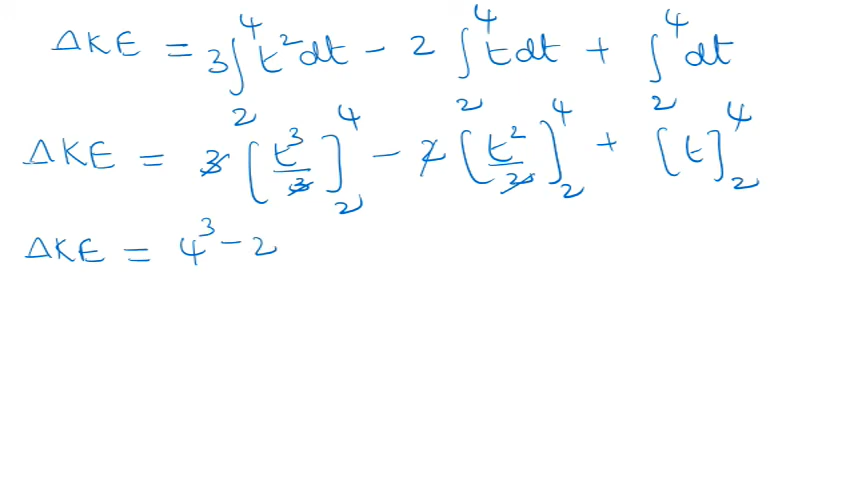 ΔKE = 3∫₂⁴ t² dt − 2 ∫₂⁴ t dt + ∫₂⁴ dt
ΔKE = 3 [t³/3]₂⁴ − 2 [t²/2]₂⁴ + [t]₂⁴
ΔKE = 4³ − 2